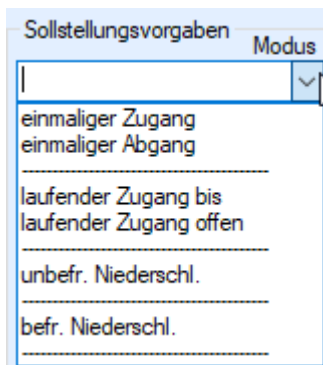 Sollstellungsvorgaben
Modus
einmaliger Zugang
einmaliger Abgang
--------------------------------------------------
laufender Zugang bis
laufender Zugang offen
--------------------------------------------------
unbefr. Niederschl.
--------------------------------------------------
befr. Niederschl.
--------------------------------------------------